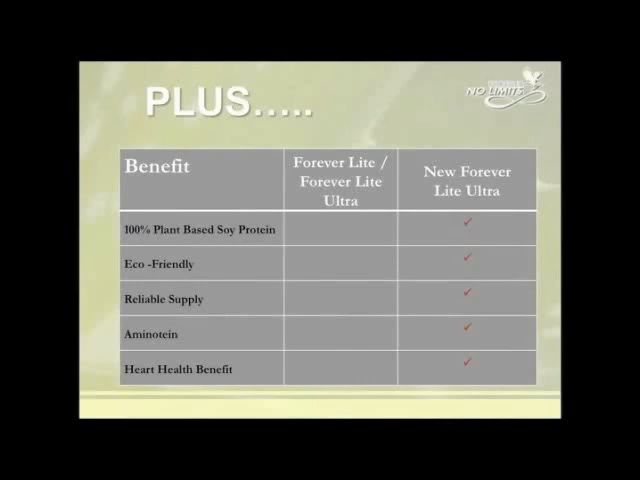 PLUS…..
NO LIMITS
Benefit
Forever Lite /
Forever Lite
Ultra
New Forever
Lite Ultra
100% Plant Based Soy Protein
✓
Eco -Friendly
✓
Reliable Supply
✓
Aminotein
✓
Heart Health Benefit
✓